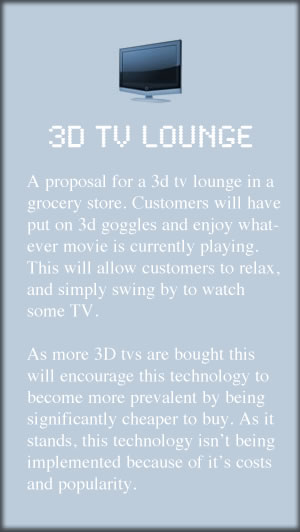 3D TV LOUNGE
A proposal for a 3d tv lounge in a
grocery store. Customers will have
put on 3d goggles and enjoy what-
ever movie is currently playing.
This will allow customers to relax,
and simply swing by to watch
some TV.
As more 3D tvs are bought this
will encourage this technology to
become more prevalent by being
significantly cheaper to buy. As it
stands, this technology isn't being
implemented because of it's costs
and popularity.